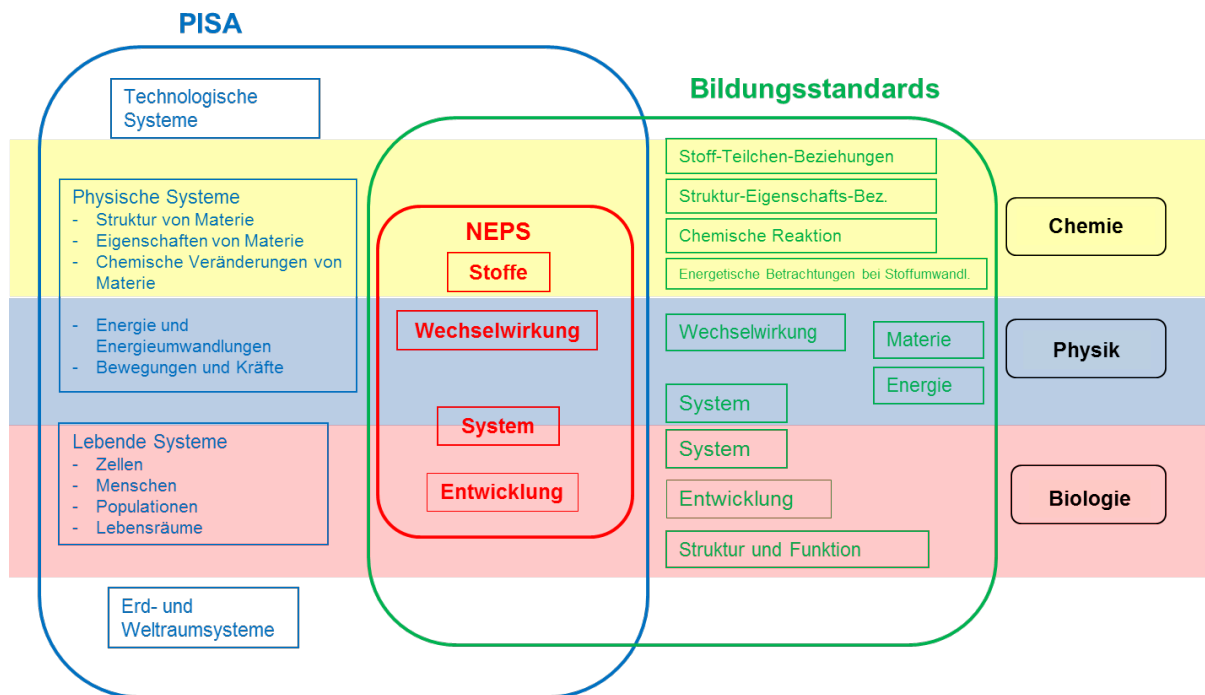 PISA
Technologische
Systeme
Physische Systeme
- Struktur von Materie
- Eigenschaften von Materie
- Chemische Veränderungen von
Materie
- Energie und
Energieumwandlungen
- Bewegungen und Kräfte
Lebende Systeme
- Zellen
- Menschen
- Populationen
- Lebensräume
Erd- und
Weltraumsysteme
NEPS
Stoffe
Wechselwirkung
System
Entwicklung
Bildungsstandards
Stoff-Teilchen-Beziehungen
Struktur-Eigenschafts-Bez.
Chemische Reaktion
Energetische Betrachtungen bei Stoffumwandl.
Wechselwirkung
Materie
Energie
System
System
Entwicklung
Struktur und Funktion
Chemie
Physik
Biologie